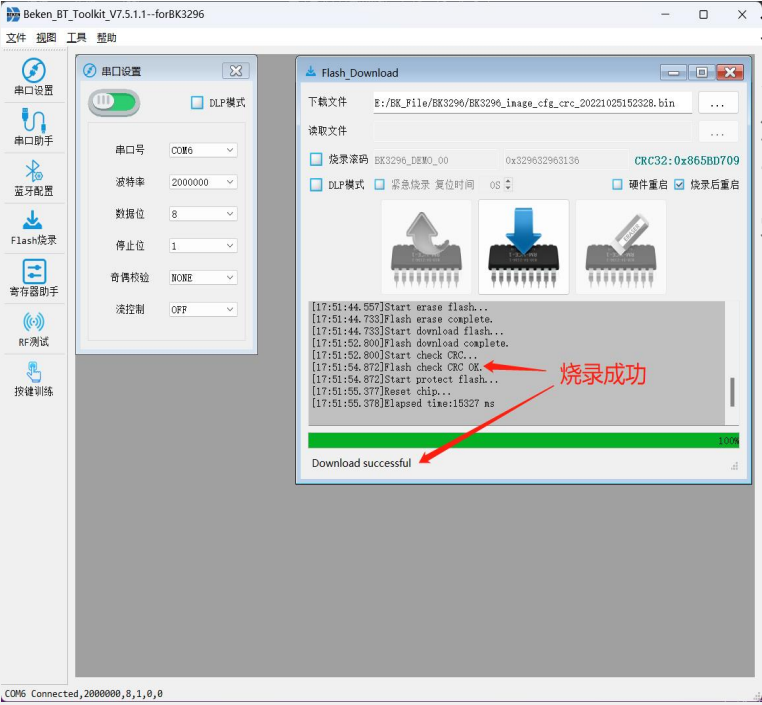 Beken_BT_Toolkit_V7.5.1.1--forBK3296
文件 视图 工具 帮助
串口设置
串口助手
蓝牙配置
Flash烧录
寄存器助手
RF测试
按键训练
串口设置
DLP模式
串口号 COM6
波特率 2000000
数据位 8
停止位 1
奇偶校验 NONE
流控制 OFF
Flash_Download
下载文件 E:/BK_File/BK3296/BK3296_image_cfg_crc_20221025152328.bin ...
读取文件 ...
烧录滚码 BK3296_DEMO_00 0x329632963136 CRC32:0x865BD709
DLP模式 紧急烧录 复位时间 0S 硬件重启 烧录后重启
[17:51:44.557]Start erase flash...
[17:51:44.733]Flash erase complete.
[17:51:44.733]Start download flash...
[17:51:52.800]Flash download complete.
[17:51:52.800]Start check CRC...
[17:51:54.872]Flash check CRC OK.
[17:51:54.872]Start protect flash...
[17:51:55.377]Reset chip...
[17:51:55.378]Elapsed time:15327 ms
烧录成功
100%
Download successful
COM6 Connected,2000000,8,1,0,0